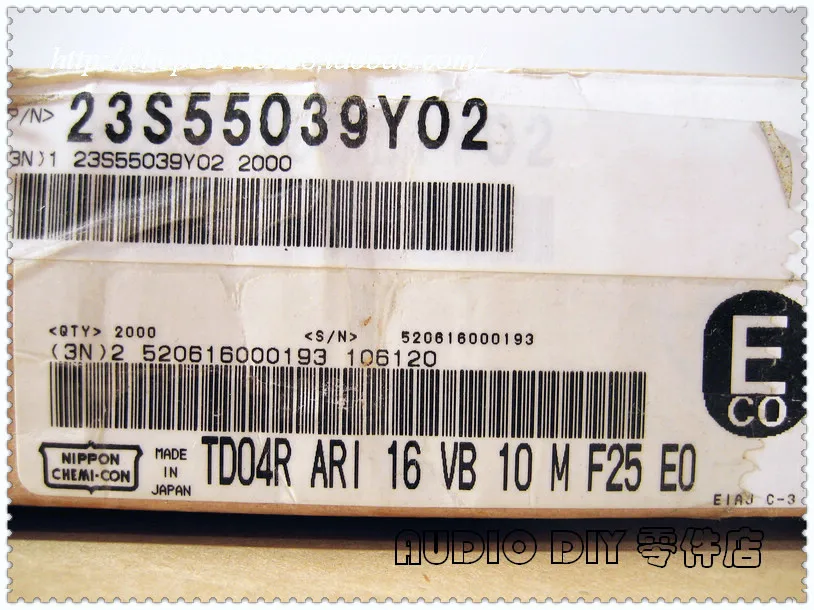 P/N> 23S55039Y02
(3N)1 23S55039Y02 2000
<QTY> 2000 <S/N> 520616000193
(3N)2 520616000193 106120
E
CO
NIPPON
CHEMI-CON
MADE
IN
JAPAN
TD04R ARI 16 VB 10 M F25 E0
EIAJ C-3
AUDIO DIY 零件店